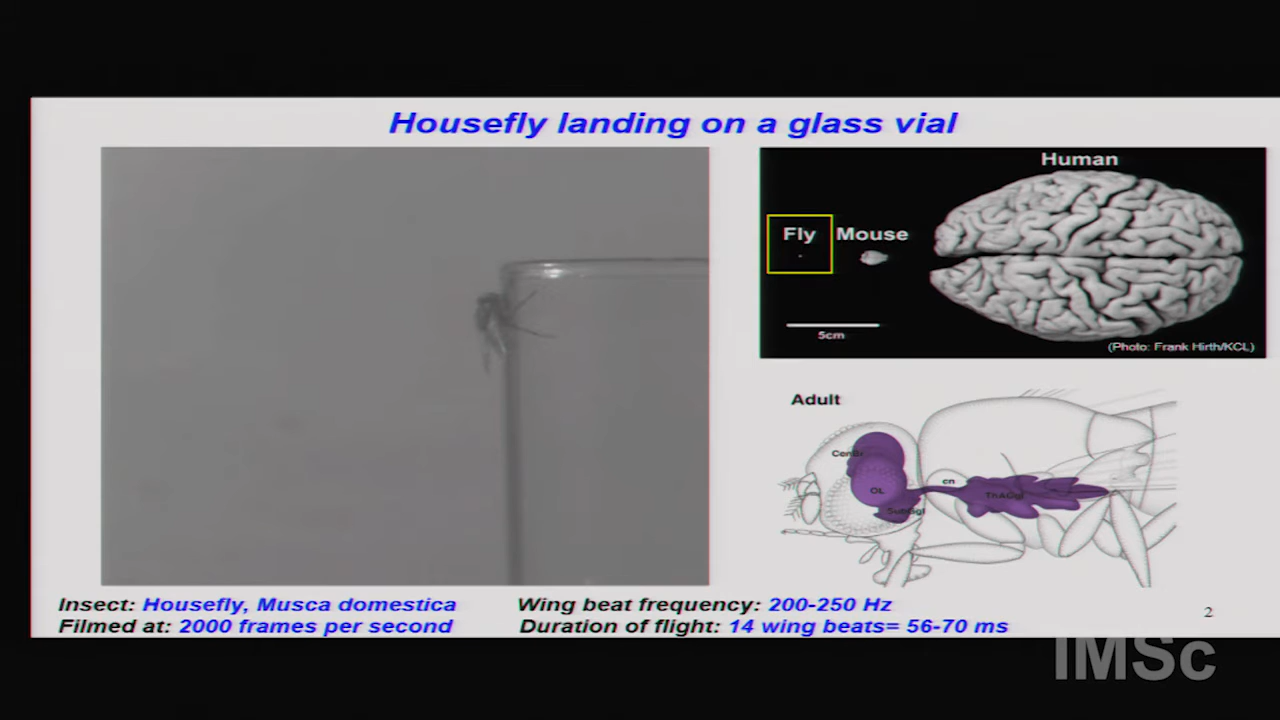 Housefly landing on a glass vial
Human
Fly
Mouse
5cm
(Photo: Frank Hirth/KCL)
Adult
OL
cn
SubGgl
ThAGgl
Insect: Housefly, Musca domestica
Wing beat frequency: 200-250 Hz
Filmed at: 2000 frames per second
Duration of flight: 14 wing beats= 56-70 ms
2
IMSc